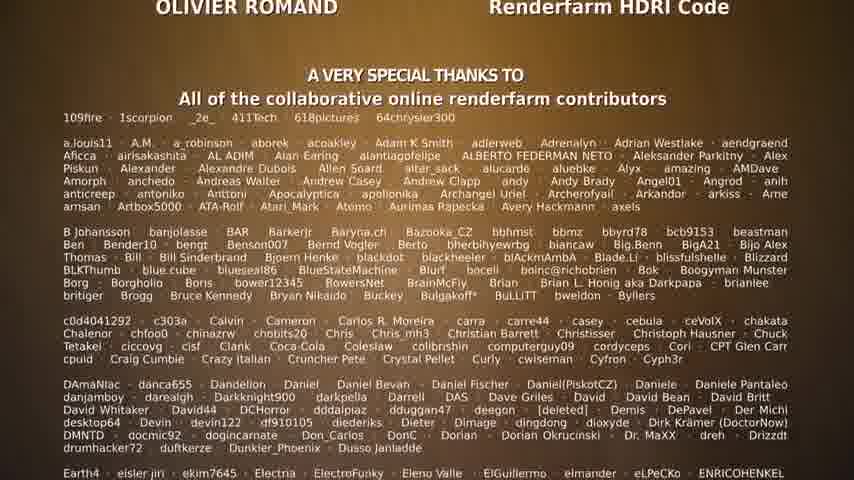 OLIVIER ROMAND Renderfarm HDRI Code
A VERY SPECIAL THANKS TO
All of the collaborative online renderfarm contributors
109fire · 1scorpion · _2e_ · 411Tech · 618pictures · 64chrysler300
a.louis11 · A.M. · a_robinson · aborek · acoakley · Adam K Smith · adlerweb · Adrenalyn · Adrian Westlake · aendgraend
Aficca · airisakashita · AL ADIM · Alan Earing · alantiagofelipe · ALBERTO FEDERMAN NETO · Aleksander Parkitny · Alex
Piskun · Alexander · Alexandre Dubois · Allen Soard · alter_sack · alucardé · aluebke · Alyx · amazing · AMDave
Amorph · anchedo · Andreas Walter · Andrew Casey · Andrew Clapp · andy · Andy Brady · Angel01 · Angrod · anih
anticreep · antoniko · Anttoni · Apocalyptica · apolionika · Archangel Uriel · Archerofyail · Arkandor · arkiss · Arne
arnsan · Artbox5000 · ATA-Rolf · Atari_Mark · Atomo · Aurimas Rapecka · Avery Hackmann · axels
B Johansson · banjolasse · BAR · BarkerJr · Baryna.ch · Bazooka_CZ · bbhmst · bbmz · bbyrd78 · bcb9153 · beastman
Ben · Bender10 · bengt · Benson007 · Bernd Vogler · Berto · bherbihyewrbg · biancaw · Big.Benn · BigA21 · Bijo Alex
Thomas · Bill · Bill Sinderbrand · Bjoern Henke · blackdot · blackheeler · blAckmAmbA · Blade.Li · blissfulshelle · Blizzard
BLKThumb · blue.cube · blueseal86 · BlueStateMachine · Blurf · bocell · boinc@richobrien · Bok · Boogyman Munster
Borg · Borgholio · Boris · bower12345 · BowersNet · BrainMcFly · Brian · Brian L. Honig aka Darkpapa · brianlee
britiger · Brogg · Bruce Kennedy · Bryan Nikaido · Buckey · Bulgakoff* · BuLLiTT · bweldon · Byllers
c0d4041292 · c303a · Calvin · Cameron · Carlos R. Moreira · carra · carre44 · casey · cebula · ceVoIX · chakata
Chalenor · chfoo0 · chinazrw · chobits20 · Chris · Chris_mh3 · Christian Barrett · Christisser · Christoph Hausner · Chuck
Tetakei · ciccovg · cisf · Clank · Coca-Cola · Coleslaw · colibrishin · computerguy09 · cordyceps · Cori · CPT Glen Carr
cpuid · Craig Cumbie · Crazy Italian · Cruncher Pete · Crystal Pellet · Curly · cwiseman · Cyfron · Cyph3r
DAmaNIac · danca655 · Dandelion · Daniel · Daniel Bevan · Daniel Fischer · Daniel(PiskotCZ) · Daniele · Daniele Pantaleo
danjamboy · darealgh · Darkknight900 · darkpella · Darrell · DAS · Dave Griles · David · David Bean · David Britt
David Whitaker · David44 · DCHorror · dddalpiaz · dduggan47 · deegon · [deleted] · Demis · DePavel · Der Michi
desktop64 · Devin · devin122 · df910105 · diederiks · Dieter · Dimage · dingdong · dioxyde · Dirk Krämer (DoctorNow)
DMNTD · docmic92 · dogincarnate · Don_Carlos · DonC · Dorian · Dorian Okrucinski · Dr. MaXX · dreh · Drizzdt
drumhacker72 · duftkerze · Dunkler_Phoenix · Dusso Janladde
Earth4 · eisler jiri · ekim7645 · Electria · ElectroFunky · Eleno Valle · ElGuillermo · elmander · eLPeCKo · ENRICOHENKEL